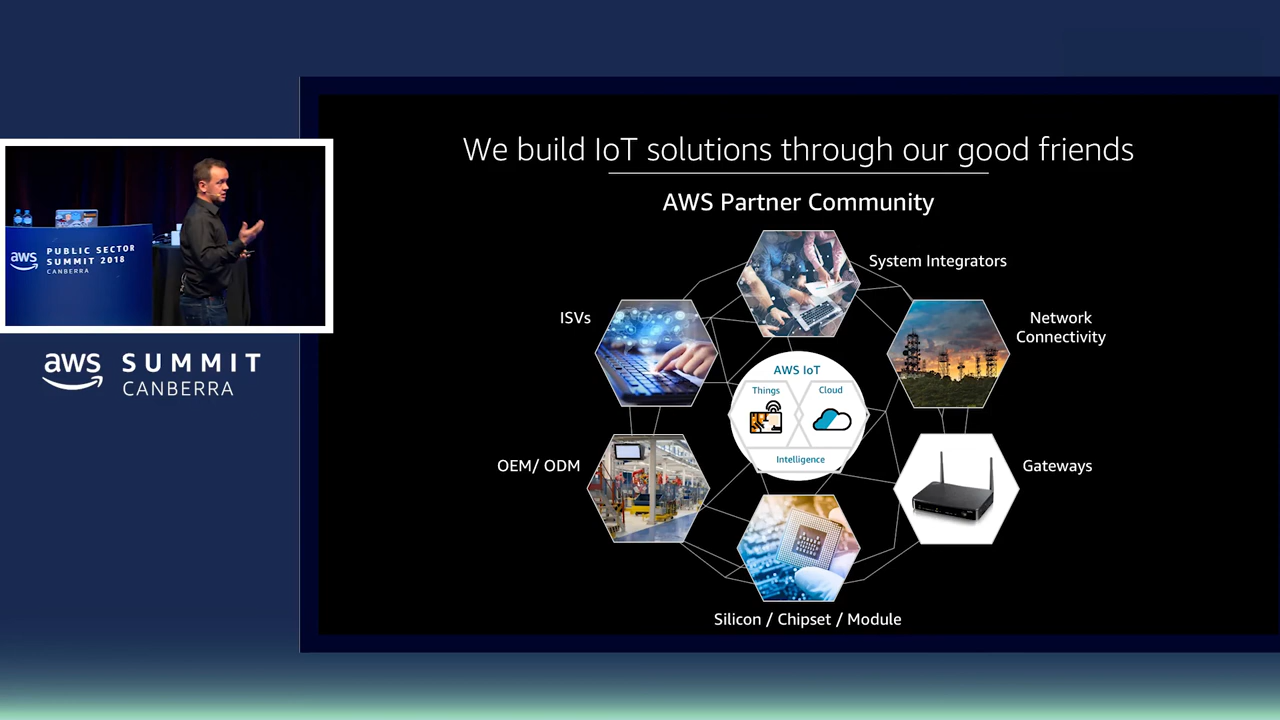 We build IoT solutions through our good friends
AWS Partner Community
System Integrators
ISVs
Network
Connectivity
AWS IoT
Things
Cloud
Intelligence
OEM/ ODM
Gateways
Silicon / Chipset / Module
aws
PUBLIC SECTOR
SUMMIT 2018
CANBERRA
aws SUMMIT
CANBERRA